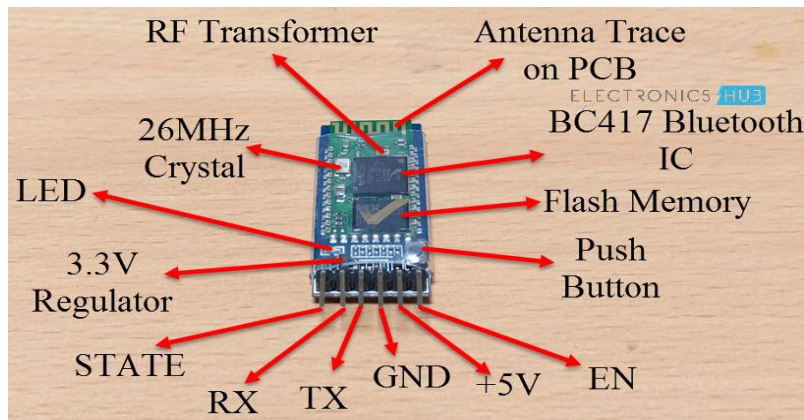 RF Transformer
Antenna Trace
on PCB
ELECTRONICS HUB
26MHz
Crystal
BC417 Bluetooth
IC
LED
Flash Memory
3.3V
Regulator
Push
Button
STATE
RX
TX
GND
+5V
EN